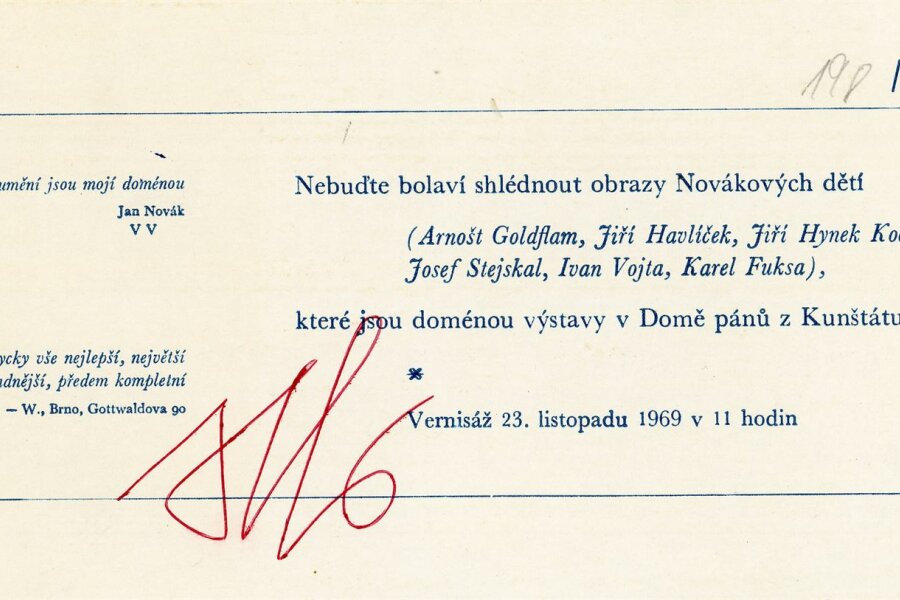 198
umění jsou mojí doménou
Jan Novák
V V
vše nejlepší, největší
předem kompletní
— W., Brno, Gottwaldova 90
Nebuďte bolaví shlédnout obrazy Novákových dětí
(Arnošt Goldflam, Jiří Havlíček, Jiří Hynek
Josef Stejskal, Ivan Vojta, Karel Fuksa),
které jsou doménou výstavy v Domě pánů z Kunštátu
Vernisáž 23. listopadu 1969 v 11 hodin